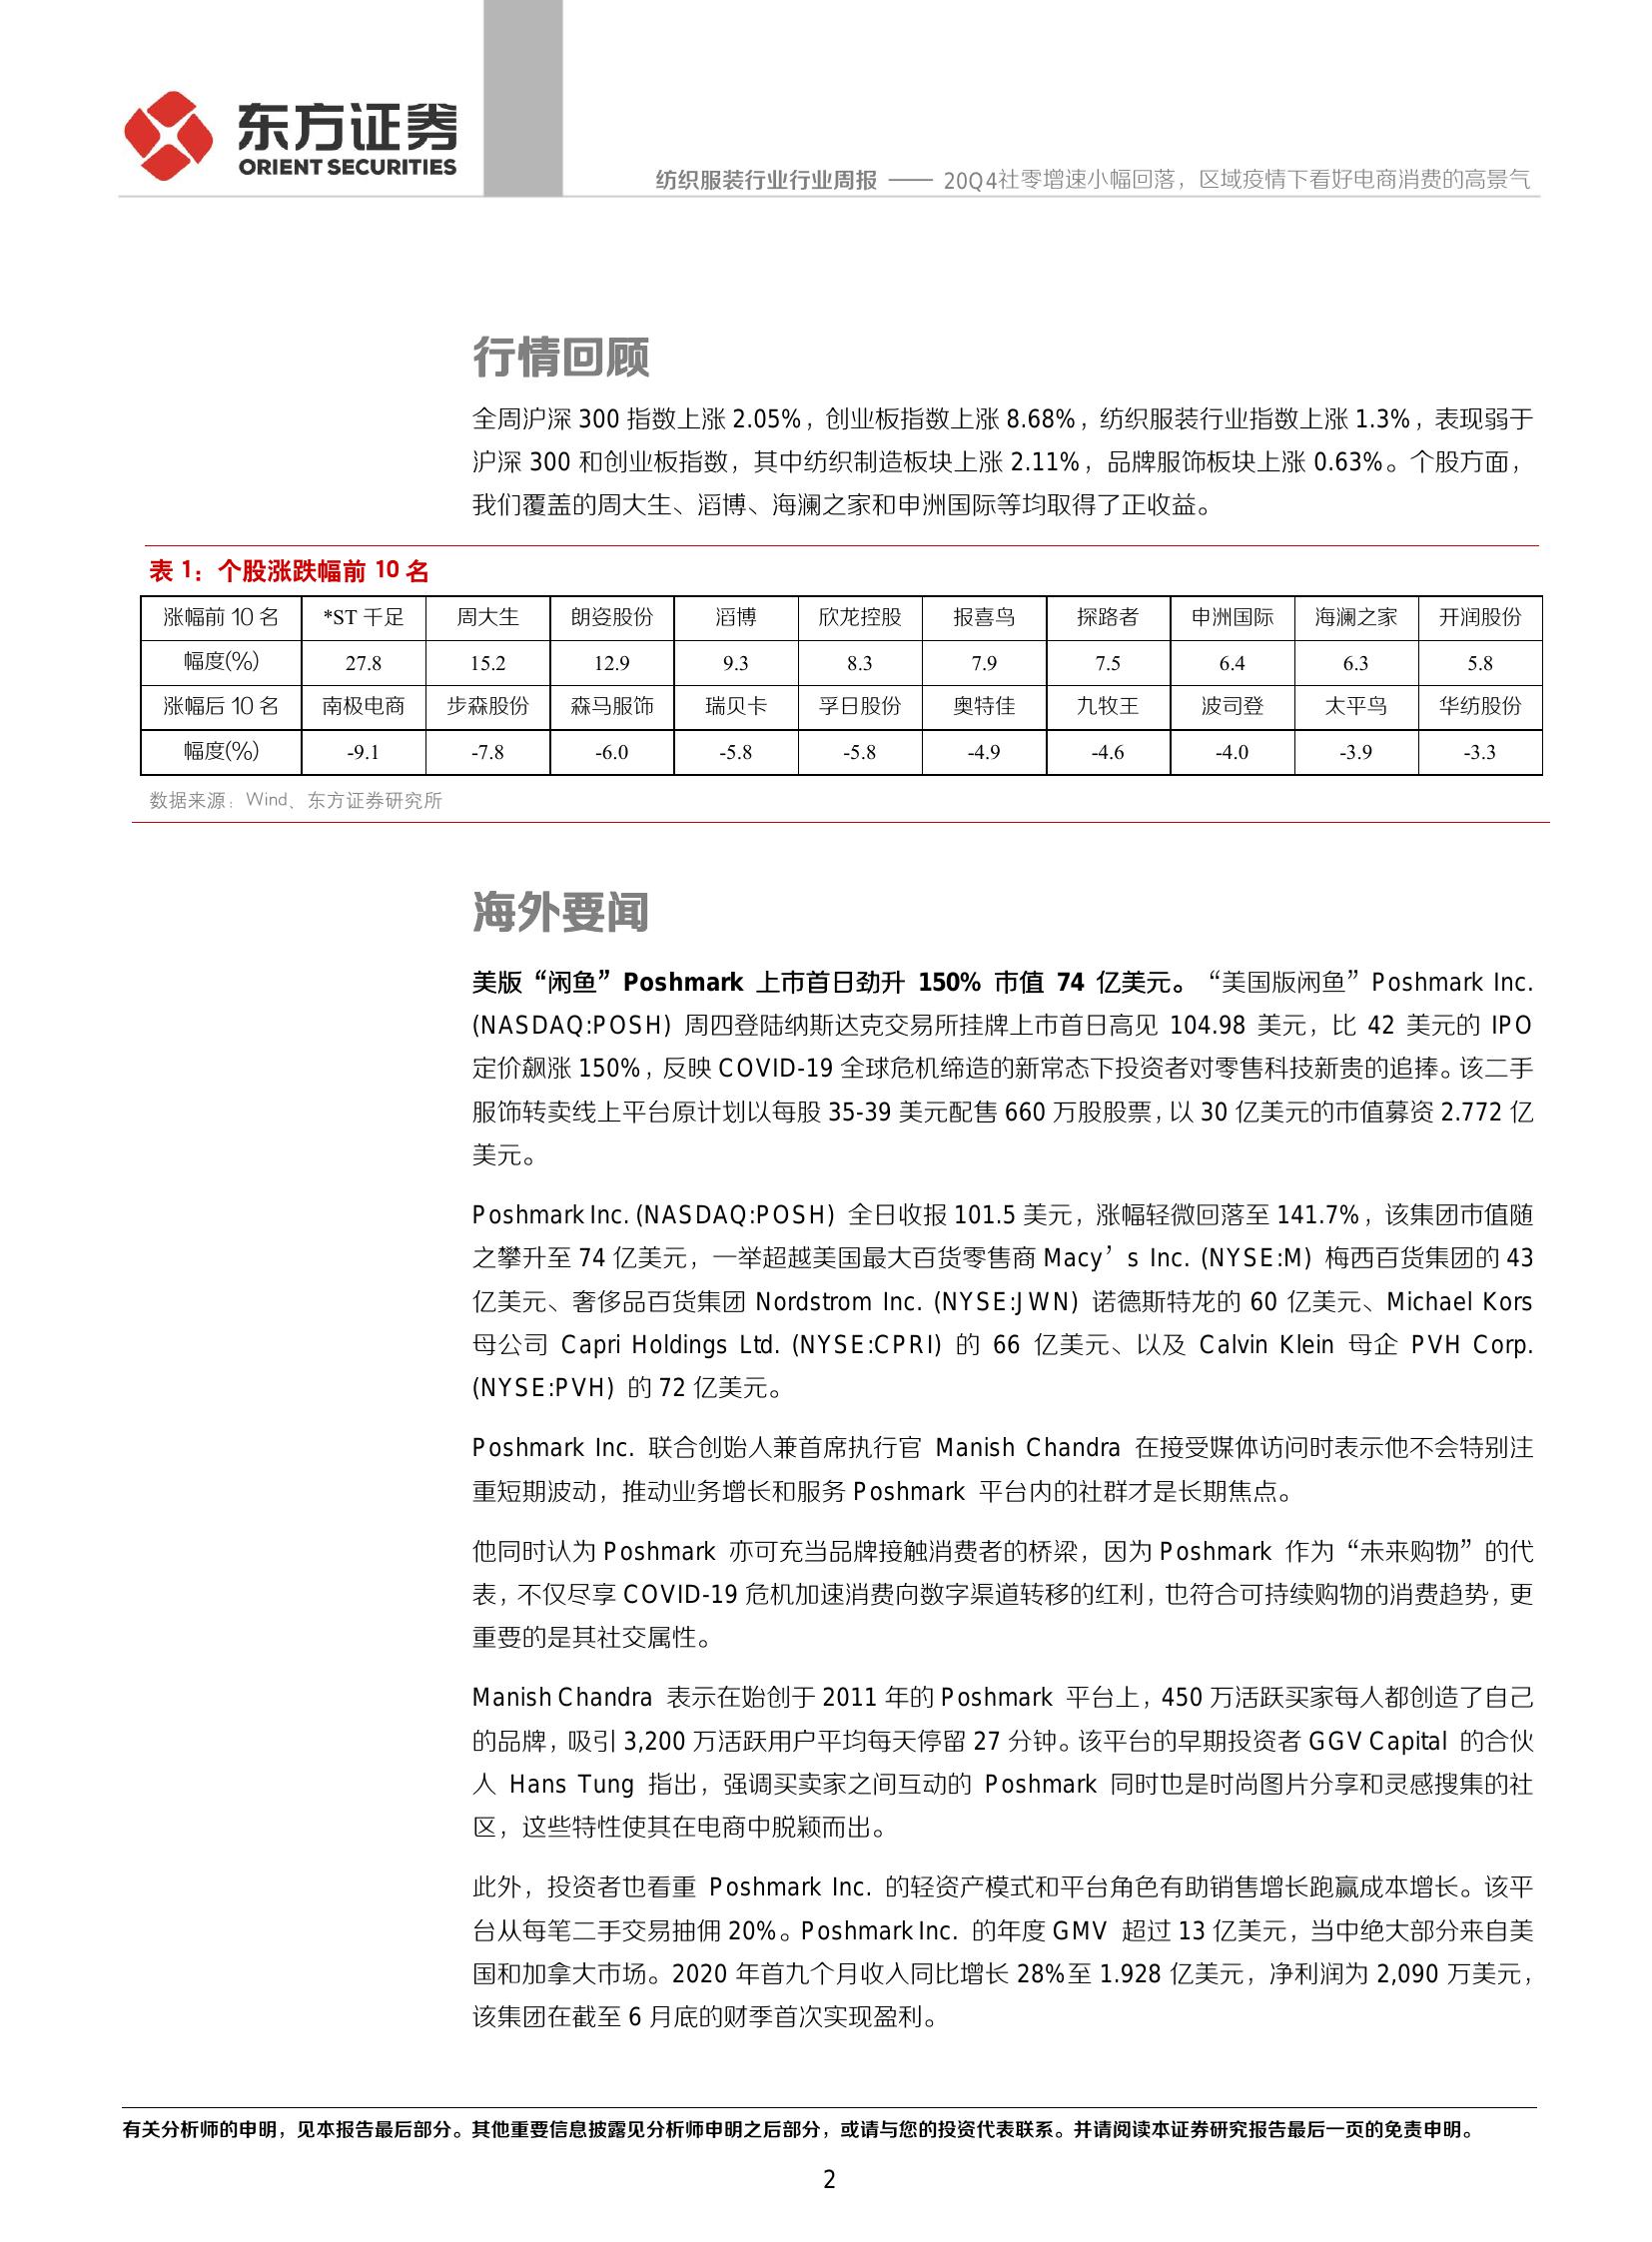 东方证券
ORIENT SECURITIES
纺织服装行业行业周报 —— 20Q4社零增速小幅回落，区域疫情下看好电商消费的高景气
行情回顾
全周沪深 300 指数上涨 2.05%，创业板指数上涨 8.68%，纺织服装行业指数上涨 1.3%，表现弱于
沪深 300 和创业板指数，其中纺织制造板块上涨 2.11%，品牌服饰板块上涨 0.63%。个股方面，
我们覆盖的周大生、滔博、海澜之家和申洲国际等均取得了正收益。
表 1：个股涨跌幅前 10 名
涨幅前 10 名 *ST 千足 周大生 朗姿股份 滔博 欣龙控股 报喜鸟 探路者 申洲国际 海澜之家 开润股份
幅度(%) 27.8 15.2 12.9 9.3 8.3 7.9 7.5 6.4 6.3 5.8
涨幅后 10 名 南极电商 步森股份 森马服饰 瑞贝卡 孚日股份 奥特佳 九牧王 波司登 太平鸟 华纺股份
幅度(%) -9.1 -7.8 -6.0 -5.8 -5.8 -4.9 -4.6 -4.0 -3.9 -3.3
数据来源：Wind、东方证券研究所
海外要闻
美版“闲鱼”Poshmark 上市首日劲升 150% 市值 74 亿美元。“美国版闲鱼”Poshmark Inc.
(NASDAQ:POSH) 周四登陆纳斯达克交易所挂牌上市首日高见 104.98 美元，比 42 美元的 IPO
定价飙涨 150%，反映 COVID-19 全球危机缔造的新常态下投资者对零售科技新贵的追捧。该二手
服饰转卖线上平台原计划以每股 35-39 美元配售 660 万股股票，以 30 亿美元的市值募资 2.772 亿
美元。
Poshmark Inc. (NASDAQ:POSH) 全日收报 101.5 美元，涨幅轻微回落至 141.7%，该集团市值随
之攀升至 74 亿美元，一举超越美国最大百货零售商 Macy’s Inc. (NYSE:M) 梅西百货集团的 43
亿美元、奢侈品百货集团 Nordstrom Inc. (NYSE:JWN) 诺德斯特龙的 60 亿美元、Michael Kors
母公司 Capri Holdings Ltd. (NYSE:CPRI) 的 66 亿美元、以及 Calvin Klein 母企 PVH Corp.
(NYSE:PVH) 的 72 亿美元。
Poshmark Inc. 联合创始人兼首席执行官 Manish Chandra 在接受媒体访问时表示他不会特别注
重短期波动，推动业务增长和服务 Poshmark 平台内的社群才是长期焦点。
他同时认为 Poshmark 亦可充当品牌接触消费者的桥梁，因为 Poshmark 作为“未来购物”的代
表，不仅尽享 COVID-19 危机加速消费向数字渠道转移的红利，也符合可持续购物的消费趋势，更
重要的是其社交属性。
Manish Chandra 表示在始创于 2011 年的 Poshmark 平台上，450 万活跃买家每人都创造了自己
的品牌，吸引 3,200 万活跃用户平均每天停留 27 分钟。该平台的早期投资者 GGV Capital 的合伙
人 Hans Tung 指出，强调买卖家之间互动的 Poshmark 同时也是时尚图片分享和灵感搜集的社
区，这些特性使其在电商中脱颖而出。
此外，投资者也看重 Poshmark Inc. 的轻资产模式和平台角色有助销售增长跑赢成本增长。该平
台从每笔二手交易抽佣 20%。Poshmark Inc. 的年度 GMV 超过 13 亿美元，当中绝大部分来自美
国和加拿大市场。2020 年首九个月收入同比增长 28%至 1.928 亿美元，净利润为 2,090 万美元，
该集团在截至 6 月底的财季首次实现盈利。
有关分析师的申明，见本报告最后部分。其他重要信息披露见分析师申明之后部分，或请与您的投资代表联系。并请阅读本证券研究报告最后一页的免责申明。
2